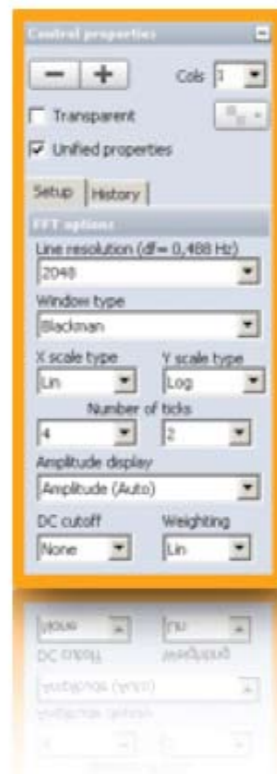 Control properties
− + Cols 1
Transparent
Unified properties
Setup History
FFT options
Line resolution (df= 0,488 Hz)
2048
Window type
Blackman
X scale type Y scale type
Lin Log
Number of ticks
4 2
Amplitude display
Amplitude (Auto)
DC cutoff Weighting
None Lin